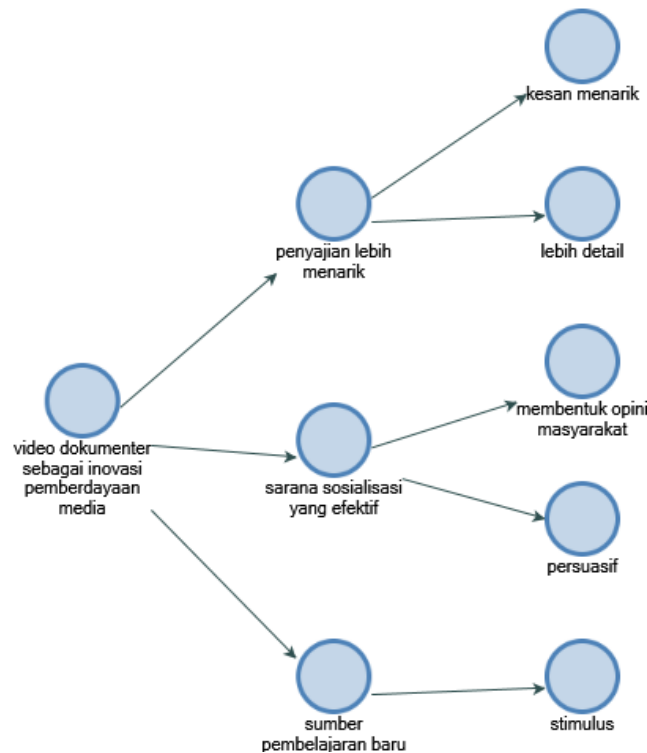 kesan menarik
penyajian lebih
menarik
lebih detail
video dokumenter
sebagai inovasi
pemberdayaan
media
sarana sosialisasi
yang efektif
membentuk opini
masyarakat
persuasif
sumber
pembelajaran baru
stimulus